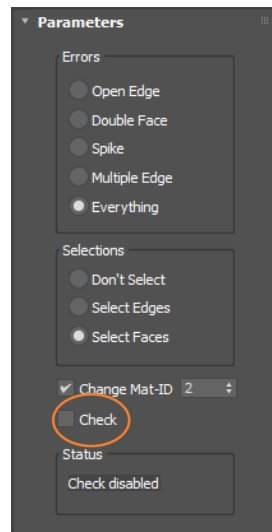 Parameters
Errors
Open Edge
Double Face
Spike
Multiple Edge
Everything
Selections
Don't Select
Select Edges
Select Faces
Change Mat-ID 2
Check
Status
Check disabled